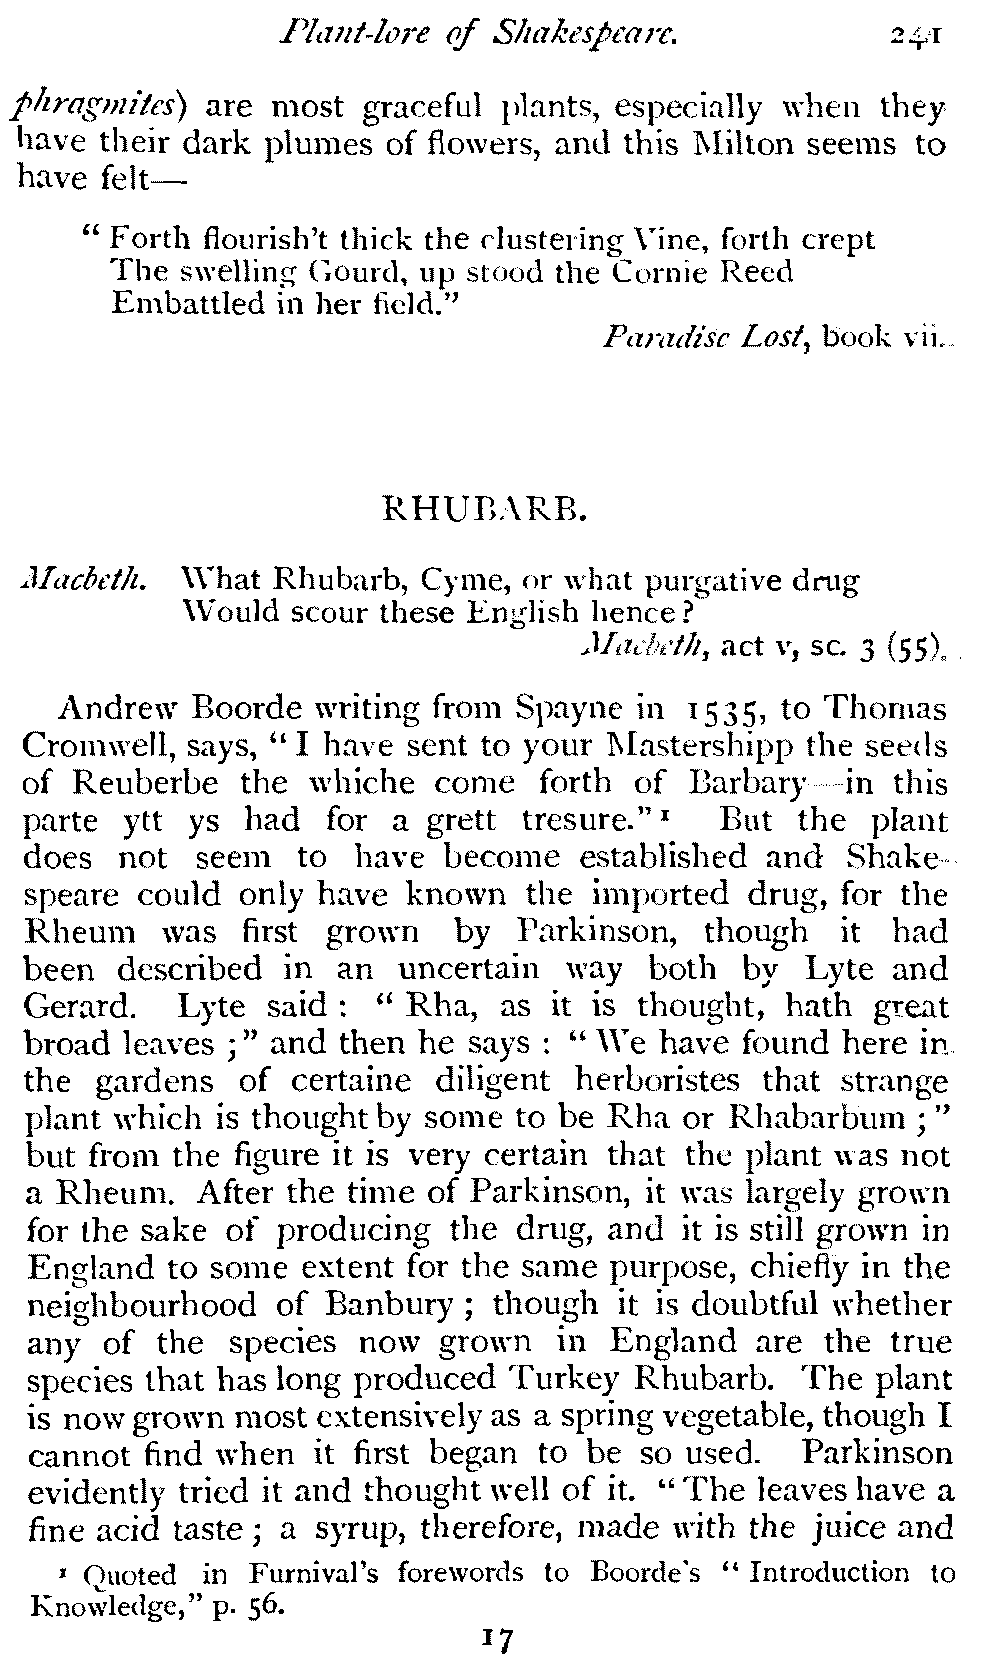 Plant-lore of Shakespeare. 241
phragmites) are most graceful plants, especially when they
have their dark plumes of flowers, and this Milton seems to
have felt—
“ Forth flourish't thick the clustering Vine, forth crept
The swelling Gourd, up stood the Cornie Reed
Embattled in her field.”
Paradise Lost, book vii.
RHUBARB.
Macbeth. What Rhubarb, Cyme, or what purgative drug
Would scour these English hence ?
Macbeth, act v, sc. 3 (55).
Andrew Boorde writing from Spayne in 1535, to Thomas
Cromwell, says, “ I have sent to your Mastershipp the seeds
of Reuberbe the whiche come forth of Barbary—in this
parte ytt ys had for a grett tresure.” 1 But the plant
does not seem to have become established and Shake-
speare could only have known the imported drug, for the
Rheum was first grown by Parkinson, though it had
been described in an uncertain way both by Lyte and
Gerard. Lyte said : “ Rha, as it is thought, hath great
broad leaves ;” and then he says : “ We have found here in
the gardens of certaine diligent herboristes that strange
plant which is thought by some to be Rha or Rhabarbum ;”
but from the figure it is very certain that the plant was not
a Rheum. After the time of Parkinson, it was largely grown
for the sake of producing the drug, and it is still grown in
England to some extent for the same purpose, chiefly in the
neighbourhood of Banbury ; though it is doubtful whether
any of the species now grown in England are the true
species that has long produced Turkey Rhubarb. The plant
is now grown most extensively as a spring vegetable, though I
cannot find when it first began to be so used. Parkinson
evidently tried it and thought well of it. “ The leaves have a
fine acid taste ; a syrup, therefore, made with the juice and
1 Quoted in Furnival's forewords to Boorde's “ Introduction to
Knowledge,” p. 56.
17